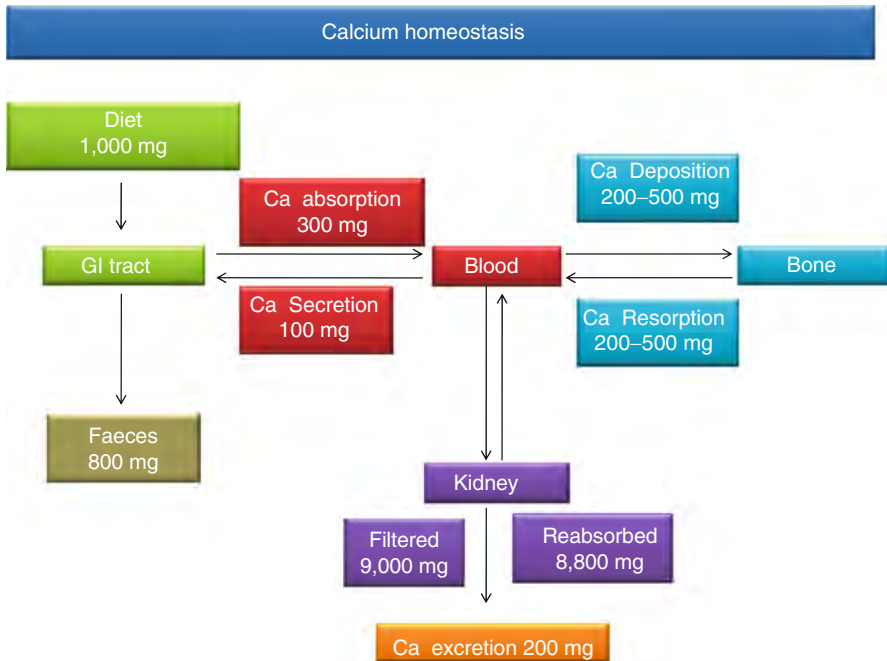 Calcium homeostasis
Diet
1,000 mg
Ca absorption
300 mg
Ca Deposition
200–500 mg
GI tract
Blood
Bone
Ca Secretion
100 mg
Ca Resorption
200–500 mg
Faeces
800 mg
Kidney
Filtered
9,000 mg
Reabsorbed
8,800 mg
Ca excretion 200 mg